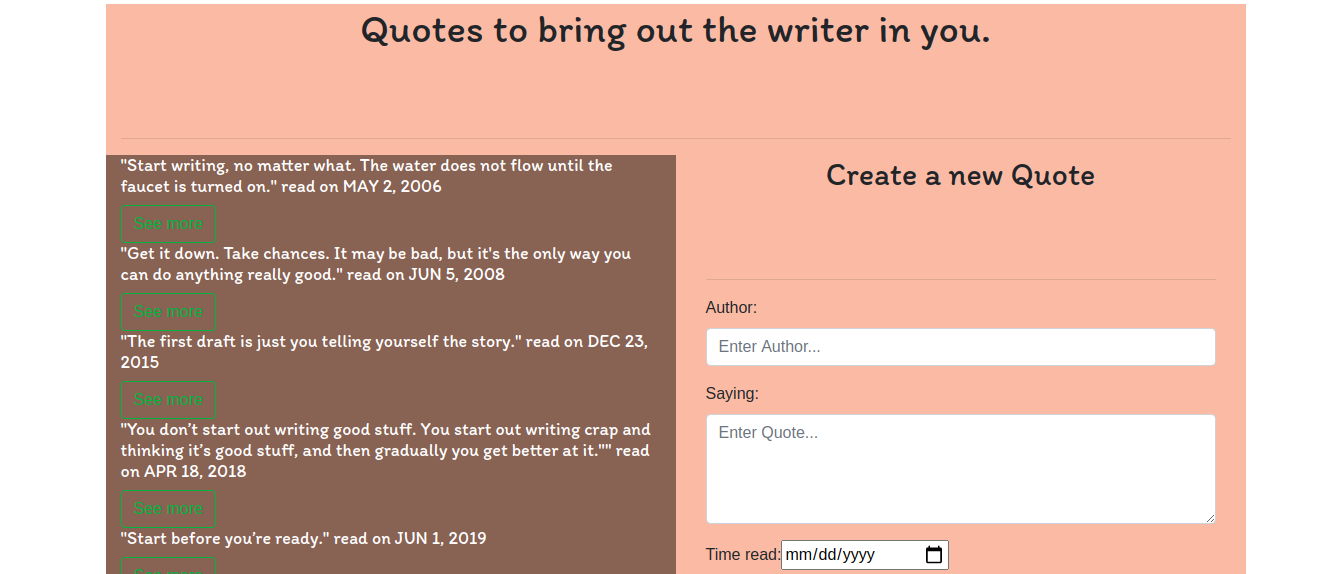 Quotes to bring out the writer in you.
"Start writing, no matter what. The water does not flow until the
faucet is turned on." read on MAY 2, 2006
See more
"Get it down. Take chances. It may be bad, but it's the only way you
can do anything really good." read on JUN 5, 2008
See more
"The first draft is just you telling yourself the story." read on DEC 23,
2015
See more
"You don’t start out writing good stuff. You start out writing crap and
thinking it’s good stuff, and then gradually you get better at it."" read
on APR 18, 2018
See more
"Start before you’re ready." read on JUN 1, 2019
See more
Create a new Quote
Author:
Enter Author...
Saying:
Enter Quote...
Time read: mm/dd/yyyy